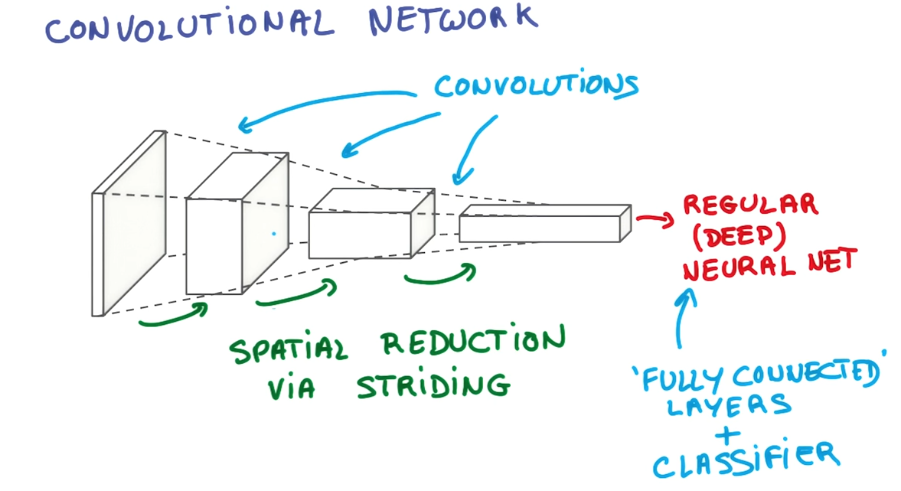 CONVOLUTIONAL NETWORK
CONVOLUTIONS
REGULAR
(DEEP)
NEURAL NET
SPATIAL REDUCTION
VIA STRIDING
'FULLY CONNECTED'
LAYERS
+
CLASSIFIER